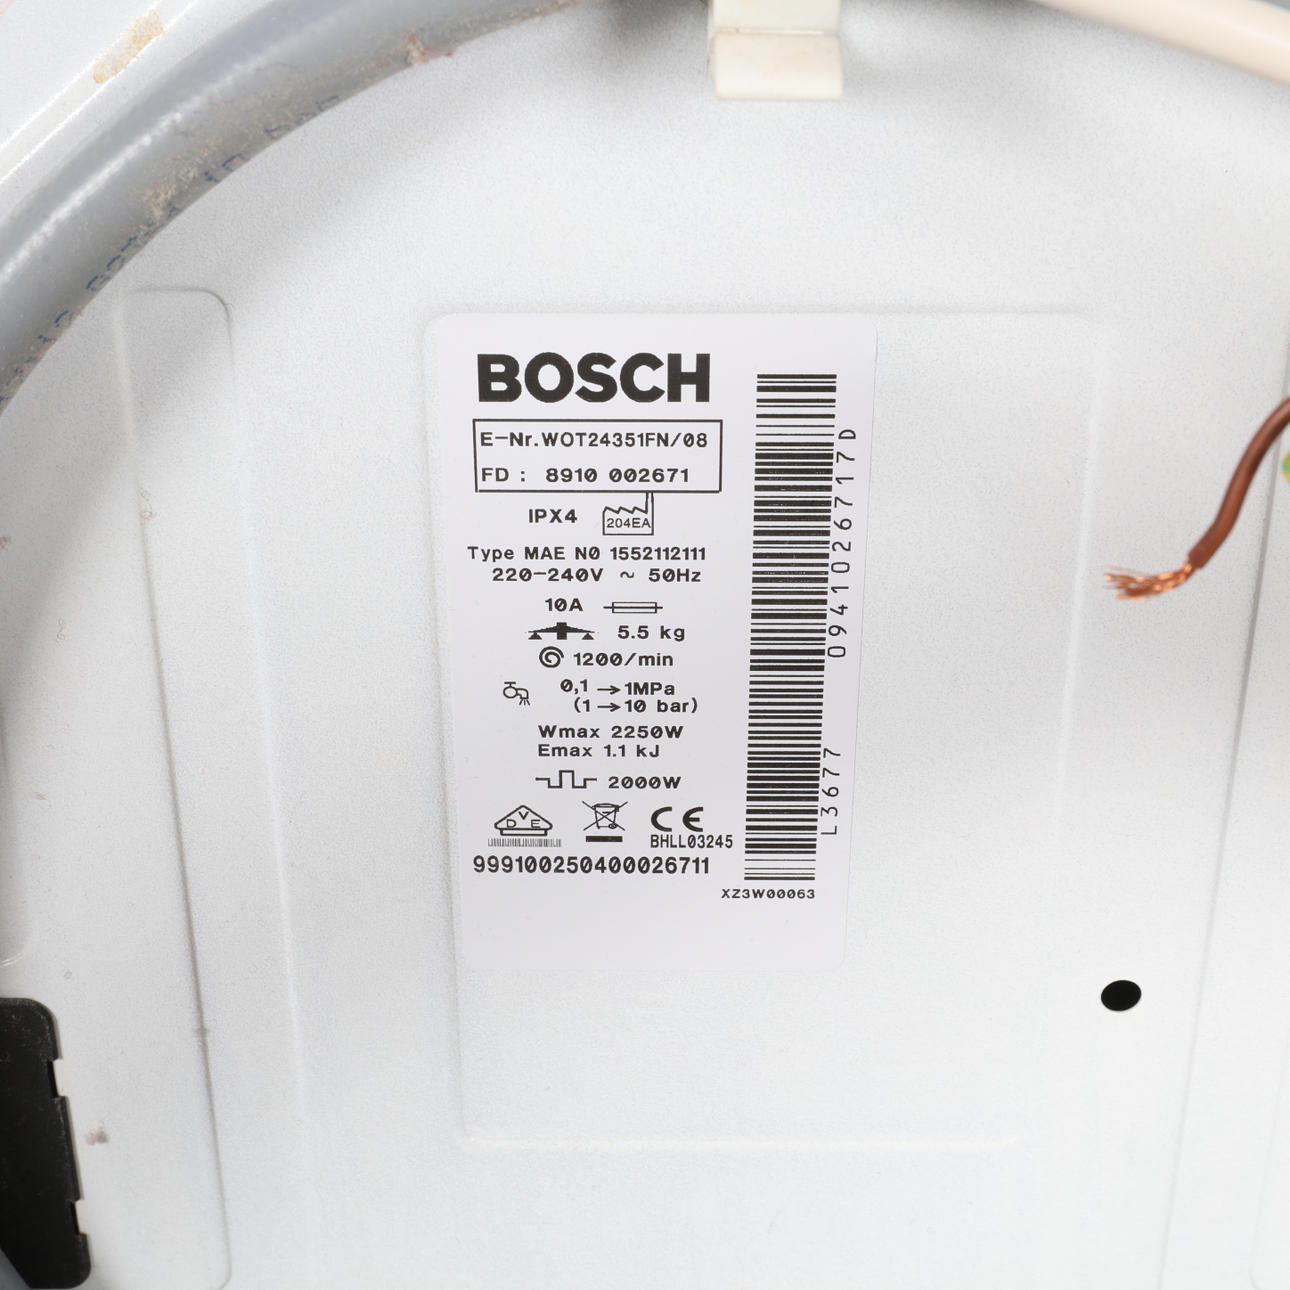 BOSCH
E-Nr.WOT24351FN/08
FD : 8910 002671
IPX4
204EA
Type MAE N0 1552112111
220-240V ~ 50Hz
10A
5.5 kg
1200/min
0,1 →1MPa
(1→10 bar)
Wmax 2250W
Emax 1.1 kJ
2000W
DVE
CE
BHLL03245
999100250400026711
0941026717D
L3677
XZ3W00063